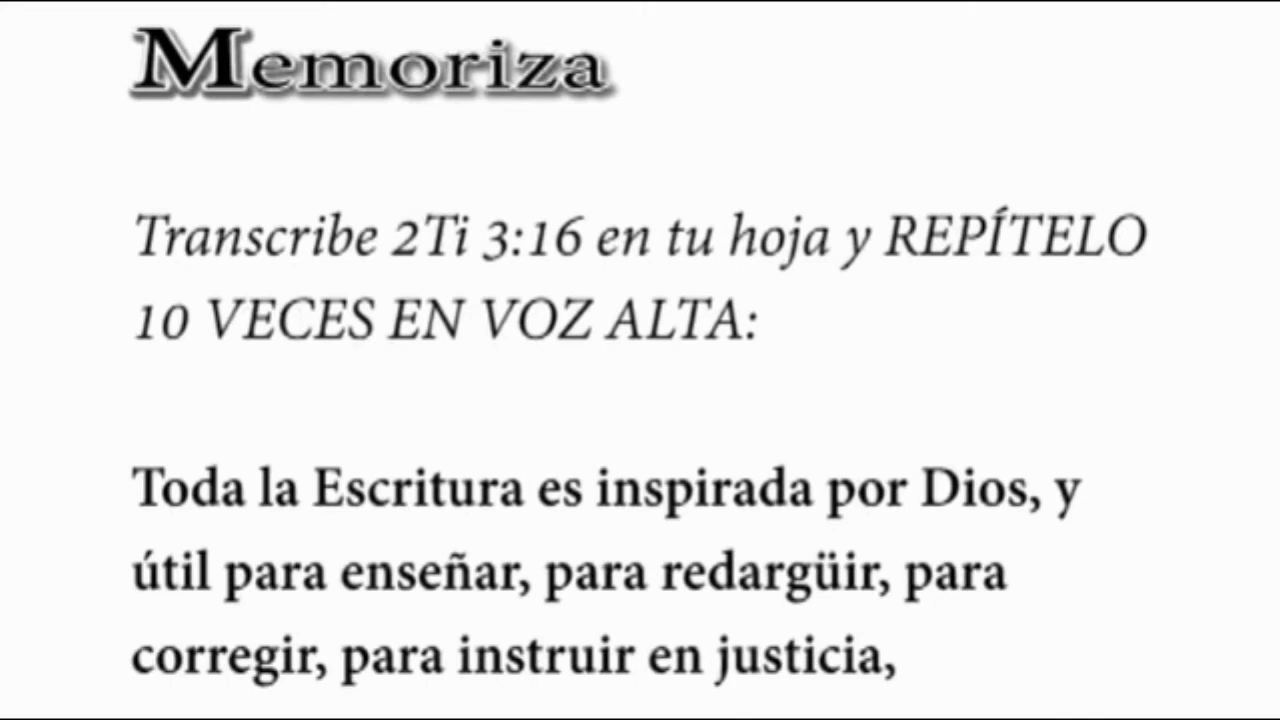 Memoriza
Transcribe 2Ti 3:16 en tu hoja y REPÍTELO
10 VECES EN VOZ ALTA:
Toda la Escritura es inspirada por Dios, y
útil para enseñar, para redargüir, para
corregir, para instruir en justicia,